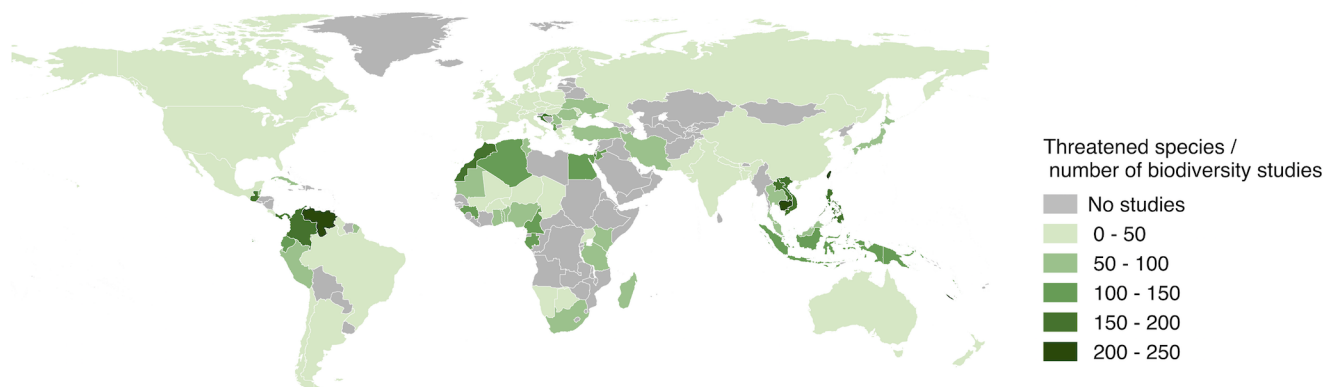 Threatened species /
number of biodiversity studies
No studies
0 - 50
50 - 100
100 - 150
150 - 200
200 - 250